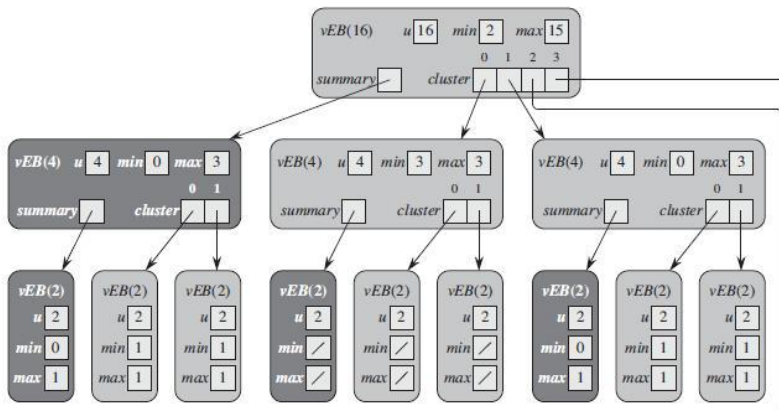 vEB(16) u 16 min 2 max 15
0 1 2 3
summary cluster
vEB(4) u 4 min 0 max 3
0 1
summary cluster
vEB(4) u 4 min 3 max 3
0 1
summary cluster
vEB(4) u 4 min 0 max 3
0 1
summary cluster
vEB(2)
u 2
min 0
max 1
vEB(2)
u 2
min 1
max 1
vEB(2)
u 2
min 1
max 1
vEB(2)
u 2
min /
max /
vEB(2)
u 2
min /
max /
vEB(2)
u 2
min /
max /
vEB(2)
u 2
min 0
max 1
vEB(2)
u 2
min 1
max 1
vEB(2)
u 2
min 1
max 1